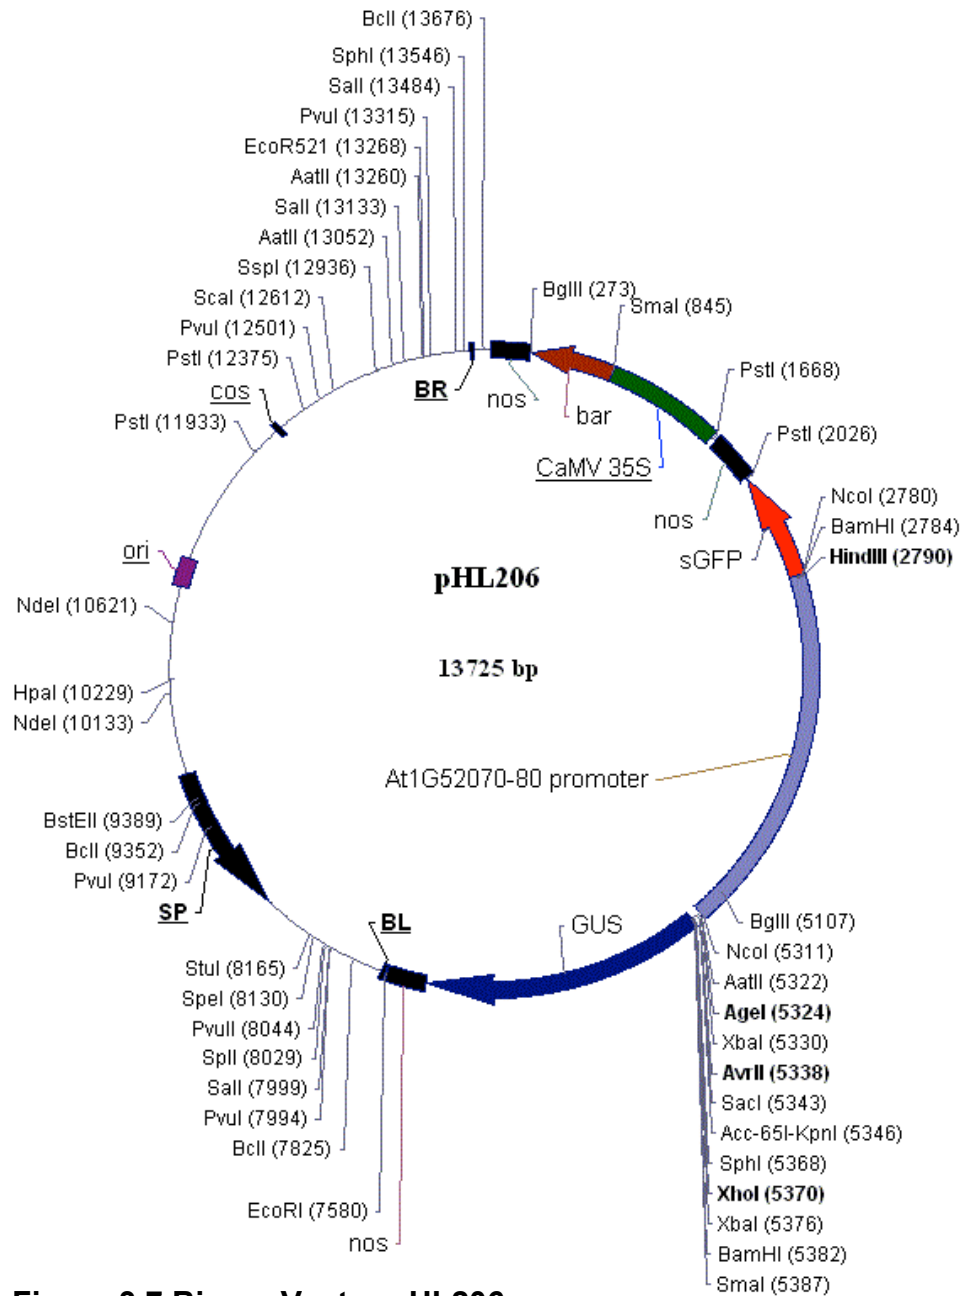 BclI (13676)
SphI (13546)
SalI (13484)
PvuI (13315)
EcoR521 (13268)
AatII (13260)
SalI (13133)
AatII (13052)
SspI (12936)
ScaI (12612)
PvuI (12501)
PstI (12375)
cos
PstI (11933)
BR
nos
BglII (273)
SmaI (845)
bar
PstI (1668)
CaMV 35S
PstI (2026)
nos
NcoI (2780)
BamHI (2784)
HindIII (2790)
sGFP
ori
pHL206
NdeI (10621)
13725 bp
HpaI (10229)
NdeI (10133)
At1G52070-80 promoter
BstEII (9389)
BclI (9352)
PvuI (9172)
SP
BL
GUS
BglII (5107)
NcoI (5311)
AatII (5322)
AgeI (5324)
XbaI (5330)
AvrII (5338)
SacI (5343)
Acc-65I-KpnI (5346)
SphI (5368)
XhoI (5370)
XbaI (5376)
BamHI (5382)
SmaI (5387)
StuI (8165)
SpeI (8130)
PvuII (8044)
SplI (8029)
SalI (7999)
PvuI (7994)
BclI (7825)
EcoRI (7580)
nos